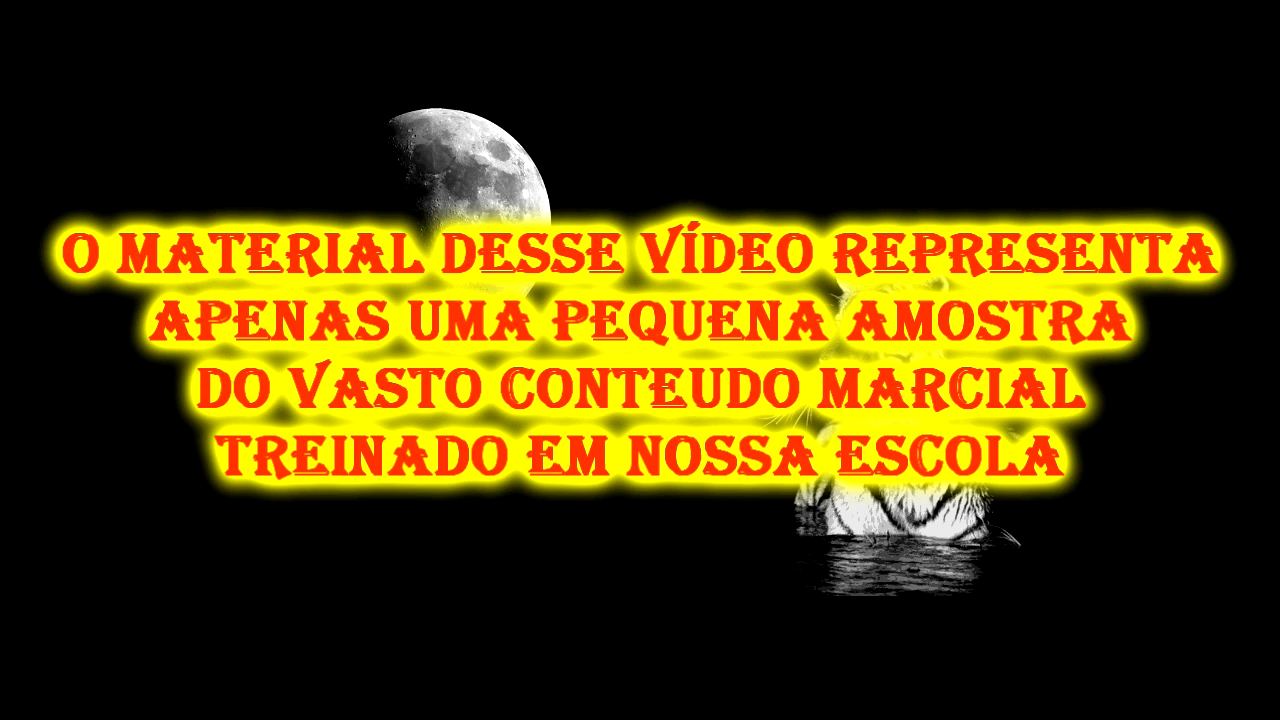 O MATERIAL DESSE VÍDEO REPRESENTA
APENAS UMA PEQUENA AMOSTRA
DO VASTO CONTEUDO MARCIAL
TREINADO EM NOSSA ESCOLA